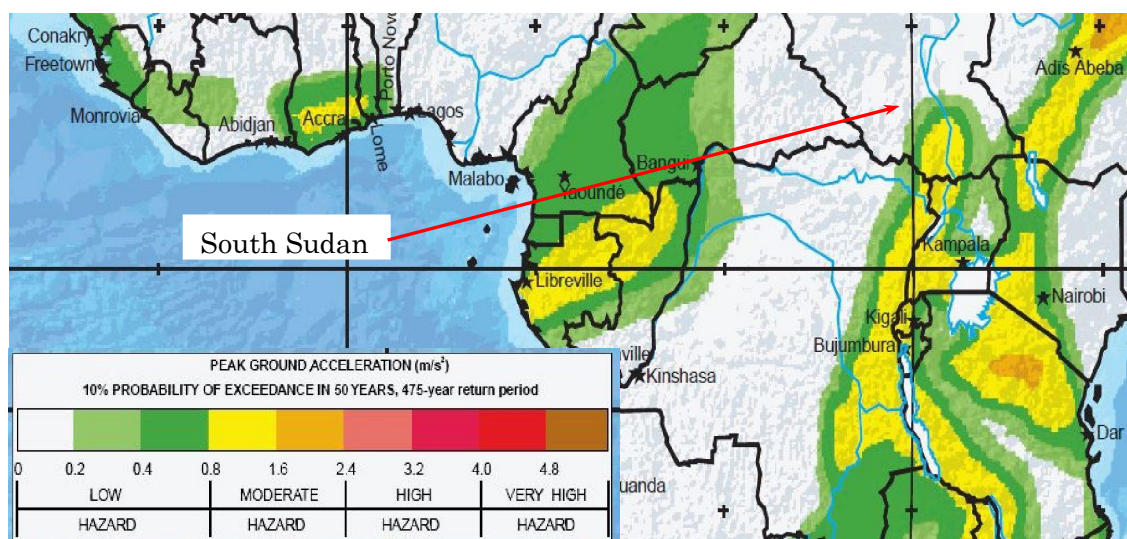 Conakry
Freetown
Monrovia
Abidjan
Accra
Lome
Porto Nov
Lagos
Malabo
Yaoundé
Bangui
Adis Abeba
South Sudan
Libreville
Kampala
Nairobi
Kigali
Bujumbura
ville
Kinshasa
Dar
uanda
PEAK GROUND ACCELERATION (m/s²)
10% PROBABILITY OF EXCEEDANCE IN 50 YEARS, 475-year return period
0 0.2 0.4 0.8 1.6 2.4 3.2 4.0 4.8
LOW MODERATE HIGH VERY HIGH
HAZARD HAZARD HAZARD HAZARD